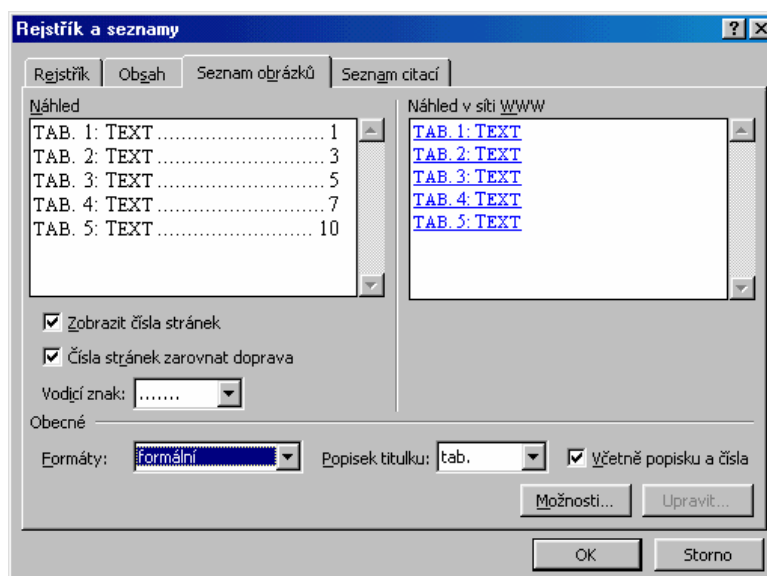 Rejstřík a seznamy
Rejstřík Obsah Seznam obrázků Seznam citací
Náhled
TAB. 1: TEXT ........................... 1
TAB. 2: TEXT ........................... 3
TAB. 3: TEXT ........................... 5
TAB. 4: TEXT ........................... 7
TAB. 5: TEXT ......................... 10
Náhled v síti WWW
TAB. 1: TEXT
TAB. 2: TEXT
TAB. 3: TEXT
TAB. 4: TEXT
TAB. 5: TEXT
Zobrazit čísla stránek
Čísla stránek zarovnat doprava
Vodicí znak: .......
Obecné
Formáty: formální Popisek titulku: tab. Včetně popisku a čísla
Možnosti... Upravit...
OK Storno